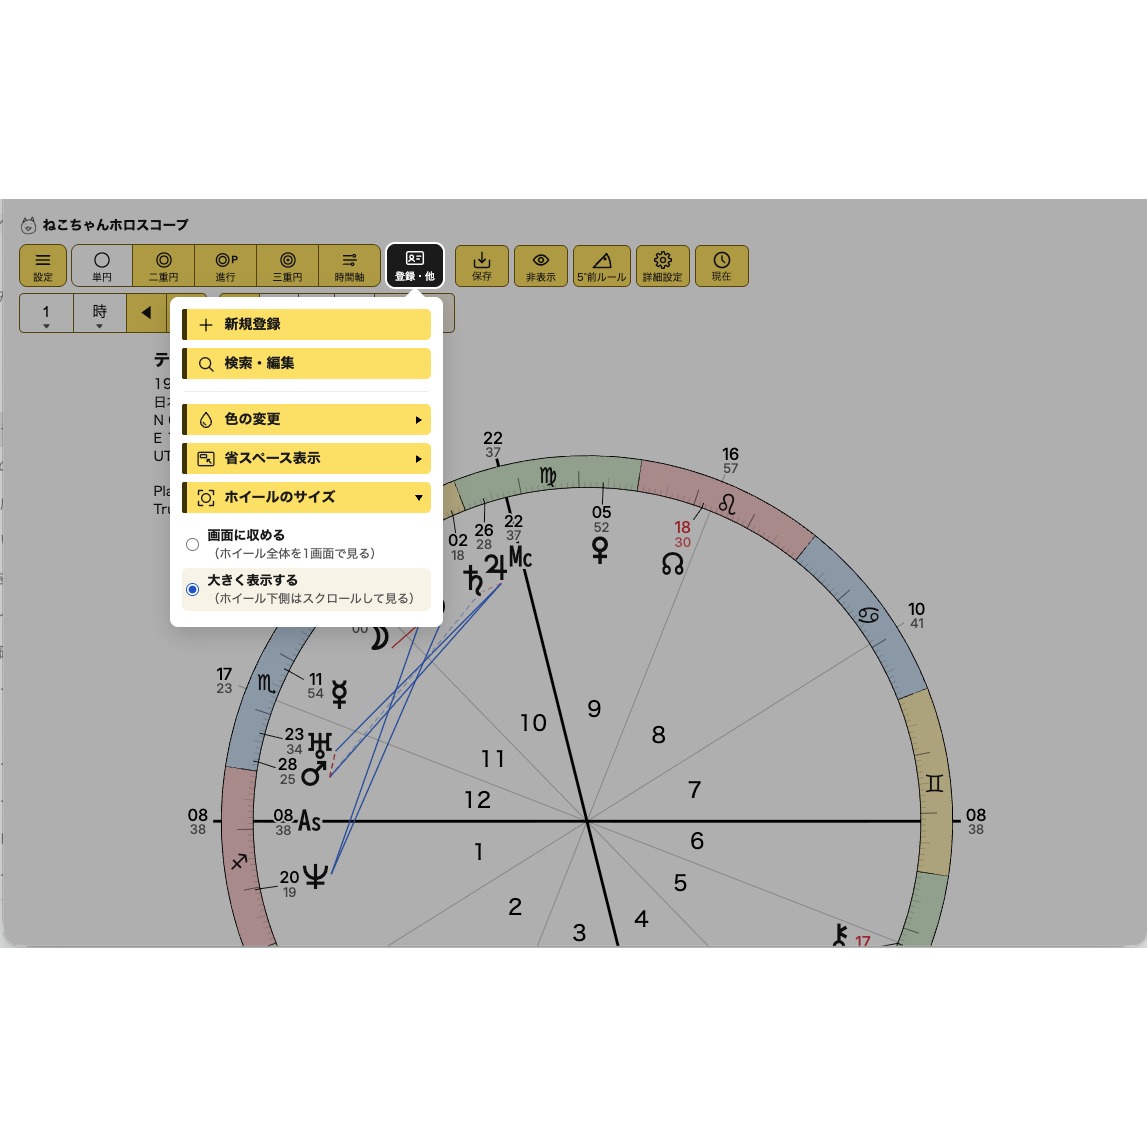 ねこちゃんホロスコープ
設定
単円
二重円
進行
三重円
時間軸
登録・他
保存
非表示
5°前ルール
詳細設定
現在
1
時
新規登録
検索・編集
色の変更
省スペース表示
ホイールのサイズ
画面に収める
（ホイール全体を1画面で見る）
大きく表示する
（ホイール下側はスクロールして見る）
テ
19
N
E
UT
Pla
Tru
22
37
16
57
02
18
26
28
22
37
Mc
05
52
18
30
10
41
00
17
23
11
54
23
34
28
25
08
38
08
38
As
08
38
20
19
17
10
9
8
11
7
12
6
1
5
2
4
3